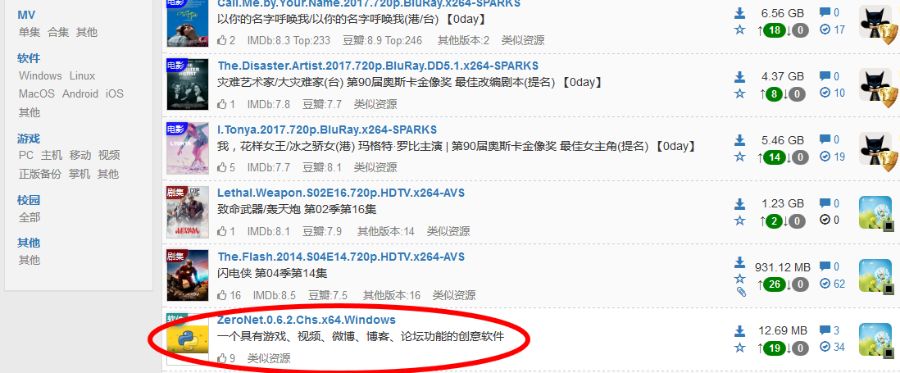 MV
单集 合集 其他
软件
Windows Linux
MacOS Android iOS
其他
游戏
PC 主机 移动 视频
正版备份 掌机 其他
校园
全部
其他
其他
电影
Call.Me.by.Your.Name.2017.720p.BluRay.x264-SPARKS
以你的名字呼唤我/以你的名字呼唤我(港/台) 【0day】
2 IMDb:8.3 Top:233 豆瓣:8.9 Top:246 其他版本:2 类似资源
6.56 GB 0
↑18↓0 17
电影
The.Disaster.Artist.2017.720p.BluRay.DD5.1.x264-SPARKS
灾难艺术家/大灾难家(台) 第90届奥斯卡金像奖 最佳改编剧本(提名) 【0day】
1 IMDb:7.8 豆瓣:7.7 类似资源
4.37 GB 0
↑8↓0 10
电影
I.Tonya.2017.720p.BluRay.x264-SPARKS
我，花样女王/冰之骄女(港) 玛格特·罗比主演 | 第90届奥斯卡金像奖 最佳女主角(提名) 【0day】
5 IMDb:7.7 豆瓣:8.1 类似资源
5.46 GB 0
↑14↓0 19
剧集
Lethal.Weapon.S02E16.720p.HDTV.x264-AVS
致命武器/轰天炮 第02季第16集
1 IMDb:8.1 豆瓣:7.9 其他版本:14 类似资源
1.23 GB 0
↑2↓0 0
剧集
The.Flash.2014.S04E14.720p.HDTV.x264-AVS
闪电侠 第04季第14集
16 IMDb:8.5 豆瓣:7.5 其他版本:16 类似资源
931.12 MB 0
↑26↓0 62
软件
ZeroNet.0.6.2.Chs.x64.Windows
一个具有游戏、视频、微博、博客、论坛功能的创意软件
9 类似资源
12.69 MB 3
↑19↓0 34